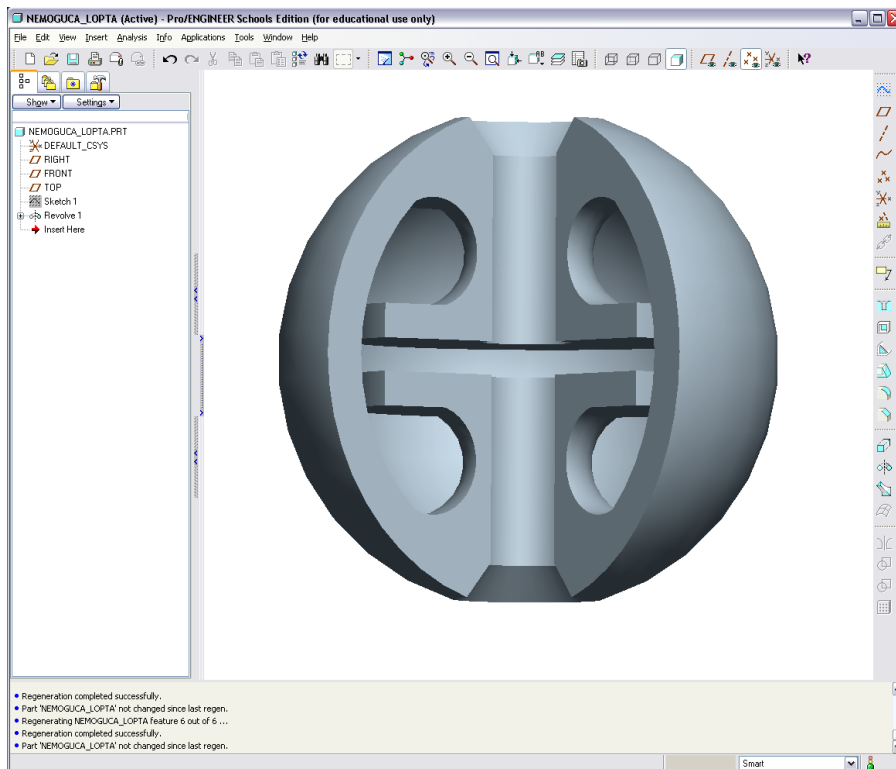 NEMOGUCA_LOPTA (Active) - Pro/ENGINEER Schools Edition (for educational use only)
File Edit View Insert Analysis Info Applications Tools Window Help
Show Settings
NEMOGUCA_LOPTA.PRT
DEFAULT_CSYS
RIGHT
FRONT
TOP
Sketch 1
Revolve 1
Insert Here
• Regeneration completed successfully.
• Part 'NEMOGUCA_LOPTA' not changed since last regen.
• Regenerating NEMOGUCA_LOPTA feature 6 out of 6 ...
• Regeneration completed successfully.
• Part 'NEMOGUCA_LOPTA' not changed since last regen.
Smart